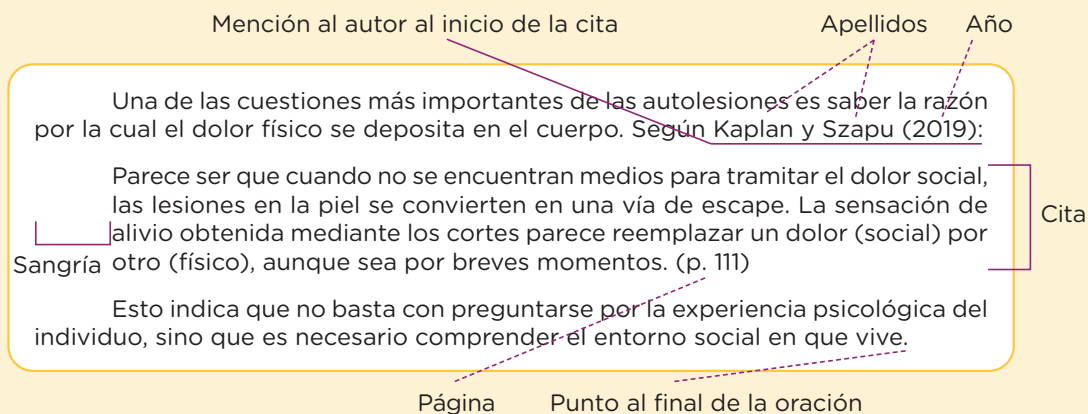 Mención al autor al inicio de la cita
Apellidos
Año
Una de las cuestiones más importantes de las autolesiones es saber la razón
por la cual el dolor físico se deposita en el cuerpo. Según Kaplan y Szapu (2019):
Parece ser que cuando no se encuentran medios para tramitar el dolor social,
las lesiones en la piel se convierten en una vía de escape. La sensación de
alivio obtenida mediante los cortes parece reemplazar un dolor (social) por
otro (físico), aunque sea por breves momentos. (p. 111)
Sangría
Cita
Esto indica que no basta con preguntarse por la experiencia psicológica del
individuo, sino que es necesario comprender el entorno social en que vive.
Página
Punto al final de la oración